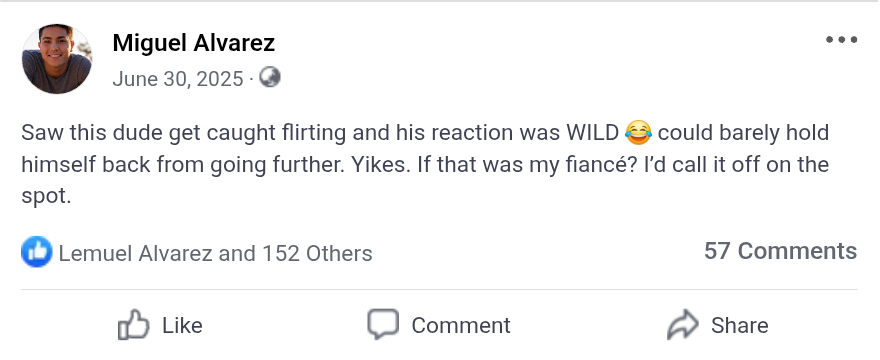 Miguel Alvarez
June 30, 2025 ·
Saw this dude get caught flirting and his reaction was WILD 😂 could barely hold
himself back from going further. Yikes. If that was my fiancé? I’d call it off on the
spot.
Lemuel Alvarez and 152 Others
57 Comments
Like
Comment
Share